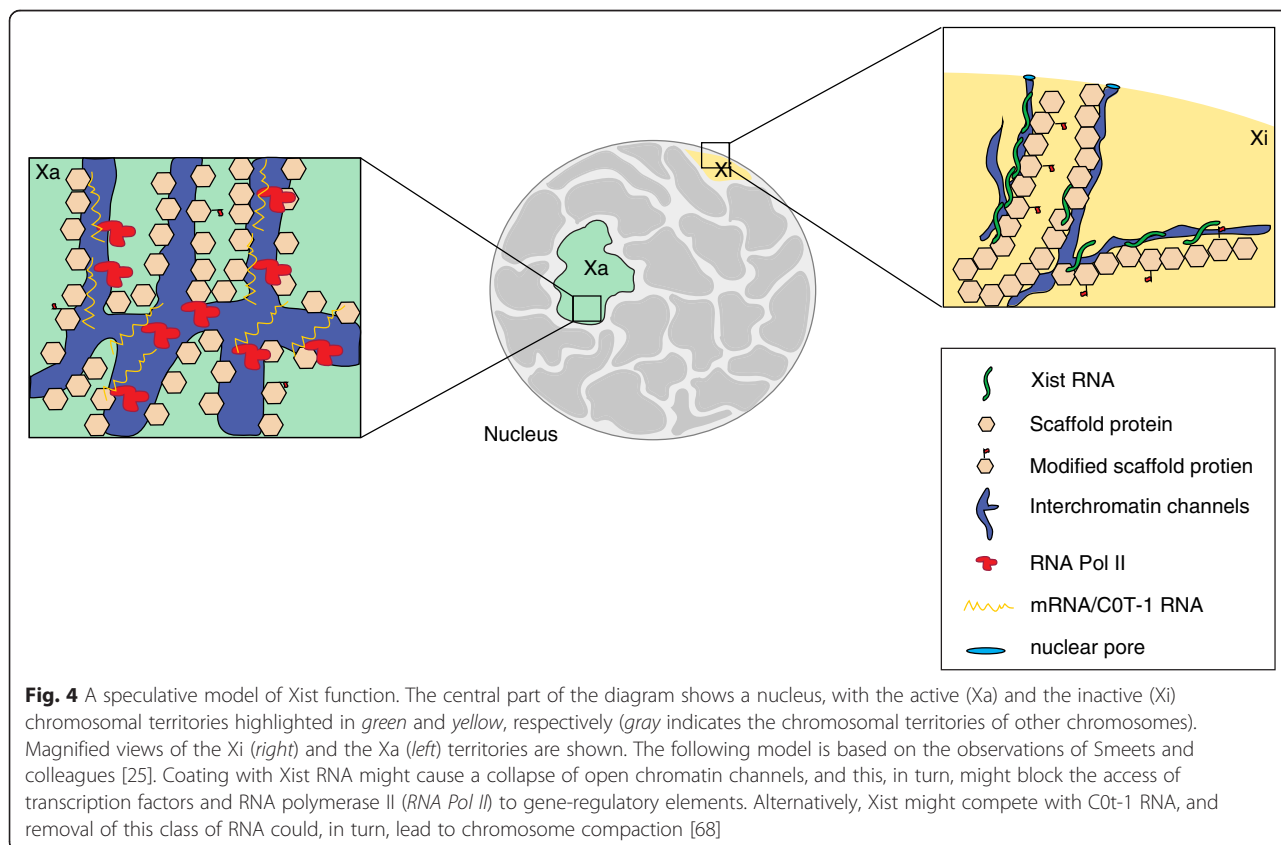 Xa
Xi
Xi
Xa
Nucleus
Xist RNA
Scaffold protein
Modified scaffold protien
Interchromatin channels
RNA Pol II
mRNA/C0T-1 RNA
nuclear pore
Fig. 4 A speculative model of Xist function. The central part of the diagram shows a nucleus, with the active (Xa) and the inactive (Xi)
chromosomal territories highlighted in green and yellow, respectively (gray indicates the chromosomal territories of other chromosomes).
Magnified views of the Xi (right) and the Xa (left) territories are shown. The following model is based on the observations of Smeets and
colleagues [25]. Coating with Xist RNA might cause a collapse of open chromatin channels, and this, in turn, might block the access of
transcription factors and RNA polymerase II (RNA Pol II) to gene-regulatory elements. Alternatively, Xist might compete with C0t-1 RNA, and
removal of this class of RNA could, in turn, lead to chromosome compaction [68]